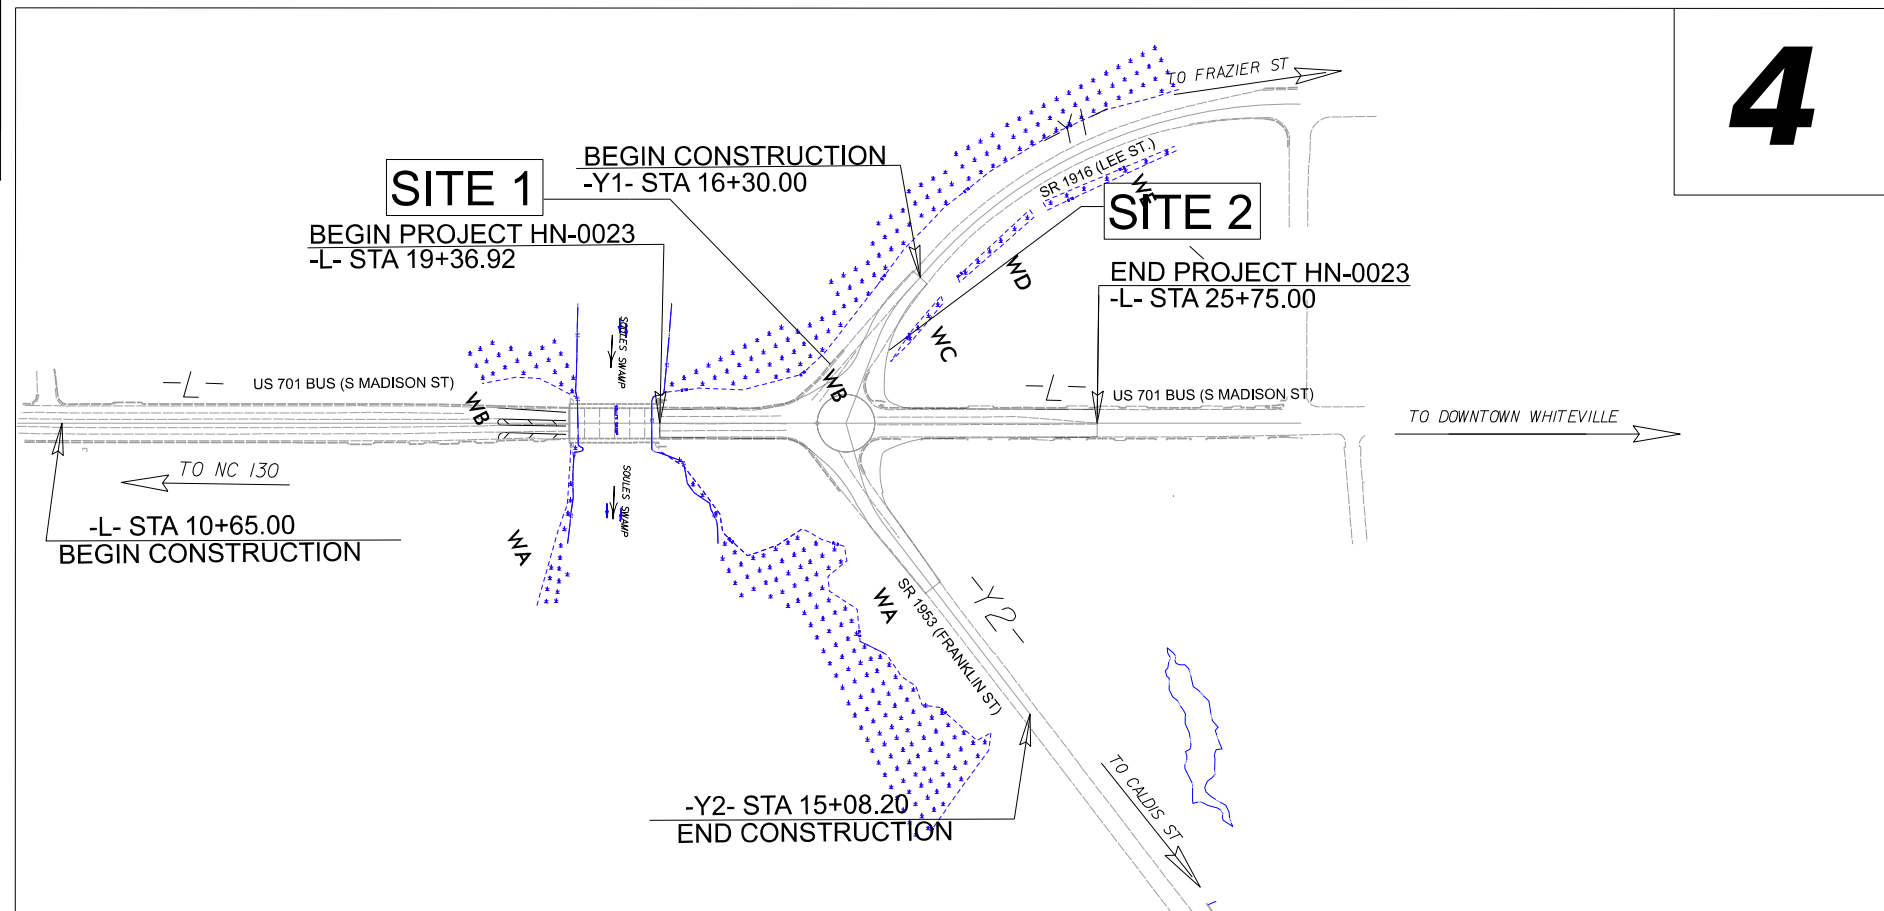 4
TO FRAZIER ST
-Y1-
BEGIN CONSTRUCTION
-Y1- STA 16+30.00
SITE 1
SR 1916 (LEE ST.)
WE
SITE 2
BEGIN PROJECT HN-0023
-L- STA 19+36.92
WD
END PROJECT HN-0023
-L- STA 25+75.00
SOULES SWAMP
WC
-L-
US 701 BUS (S MADISON ST)
WB
WB
-L-
US 701 BUS (S MADISON ST)
TO DOWNTOWN WHITEVILLE
TO NC 130
SOULES SWAMP
-L- STA 10+65.00
BEGIN CONSTRUCTION
WA
WA
SR 1953 (FRANKLIN ST)
-Y2-
-Y2- STA 15+08.20
END CONSTRUCTION
TO CALDIS ST